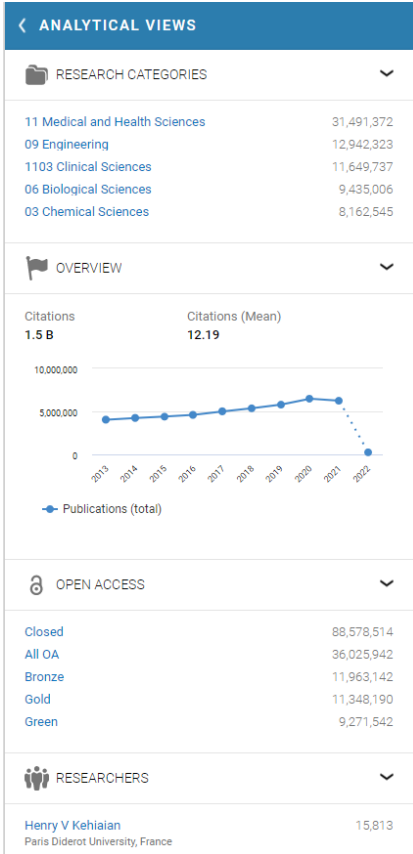 ANALYTICAL VIEWS
RESEARCH CATEGORIES
11 Medical and Health Sciences 31,491,372
09 Engineering 12,942,323
1103 Clinical Sciences 11,649,737
06 Biological Sciences 9,435,006
03 Chemical Sciences 8,162,545
OVERVIEW
Citations Citations (Mean)
1.5 B 12.19
10,000,000
5,000,000
0
2013 2014 2015 2016 2017 2018 2019 2020 2021 2022
Publications (total)
OPEN ACCESS
Closed 88,578,514
All OA 36,025,942
Bronze 11,963,142
Gold 11,348,190
Green 9,271,542
RESEARCHERS
Henry V Kehiaian 15,813
Paris Diderot University, France